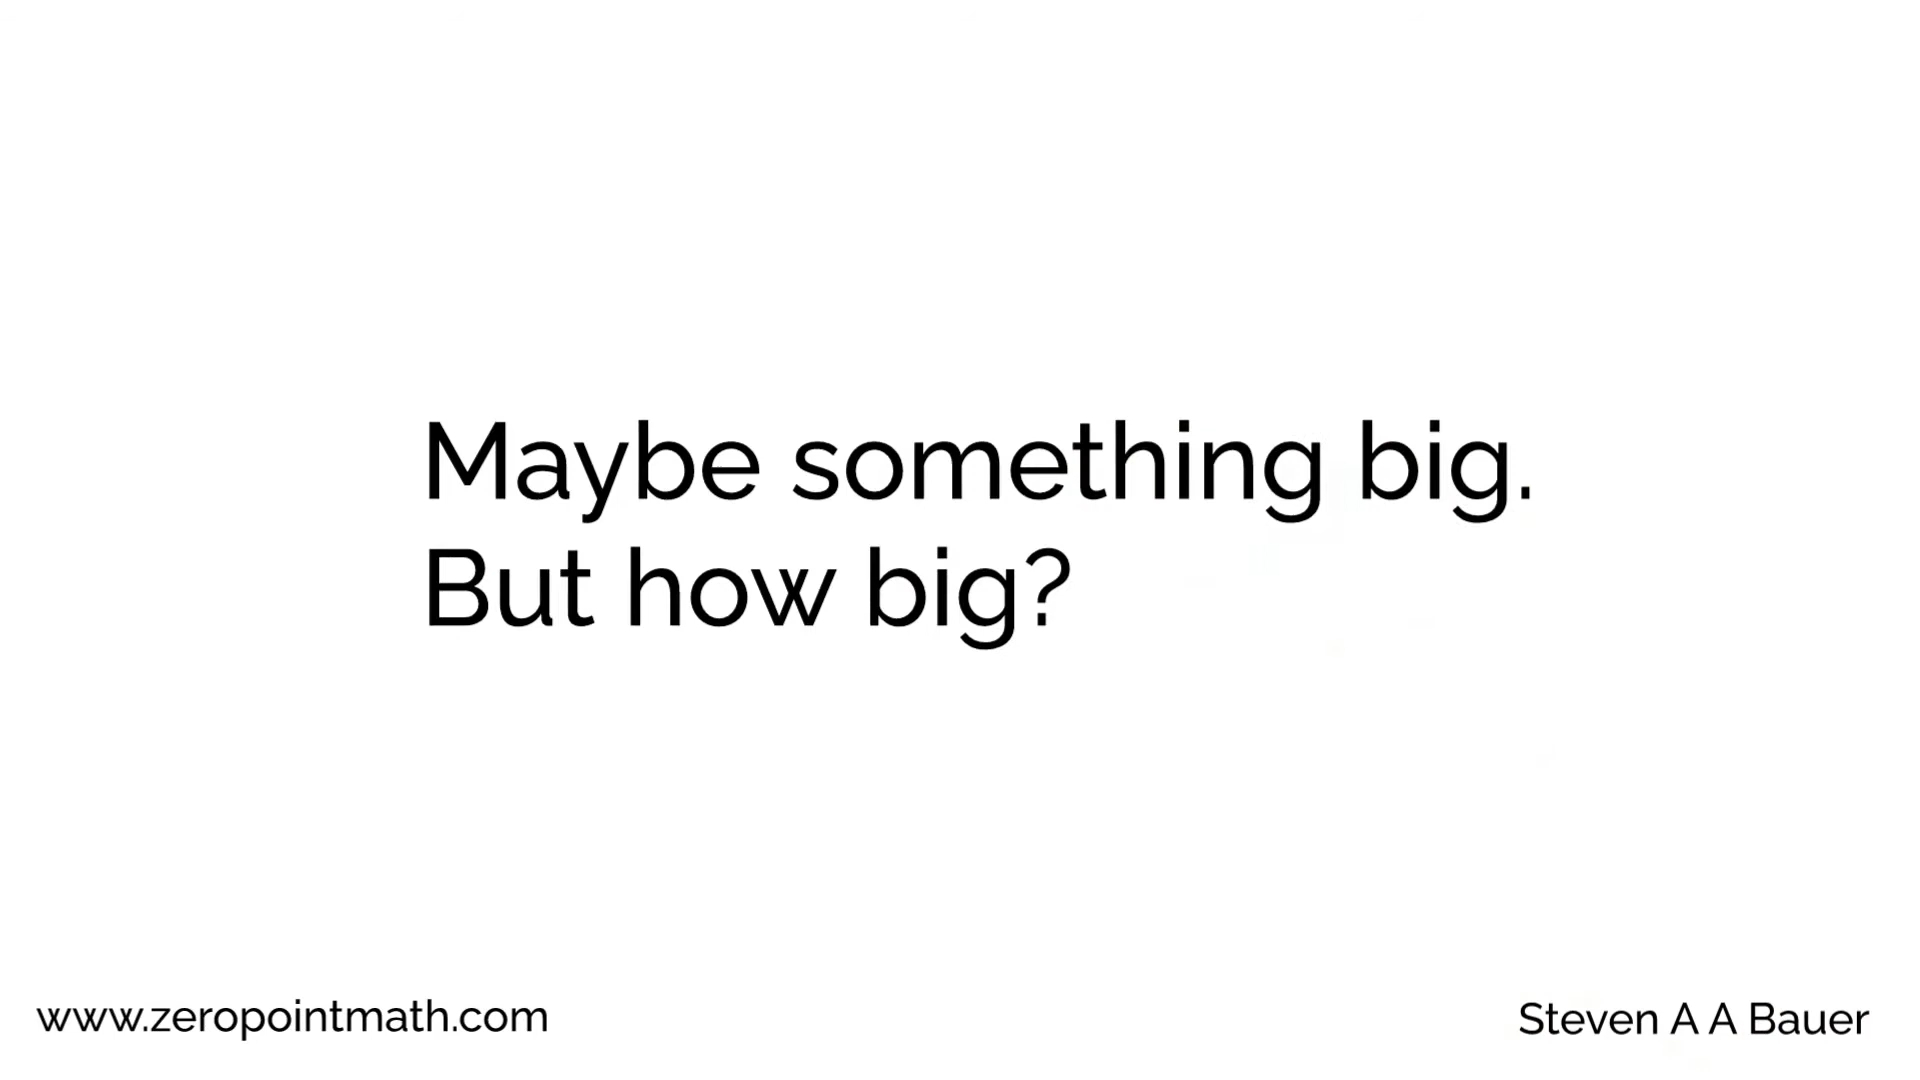 Maybe something big.
But how big?
www.zeropointmath.com
Steven A A Bauer